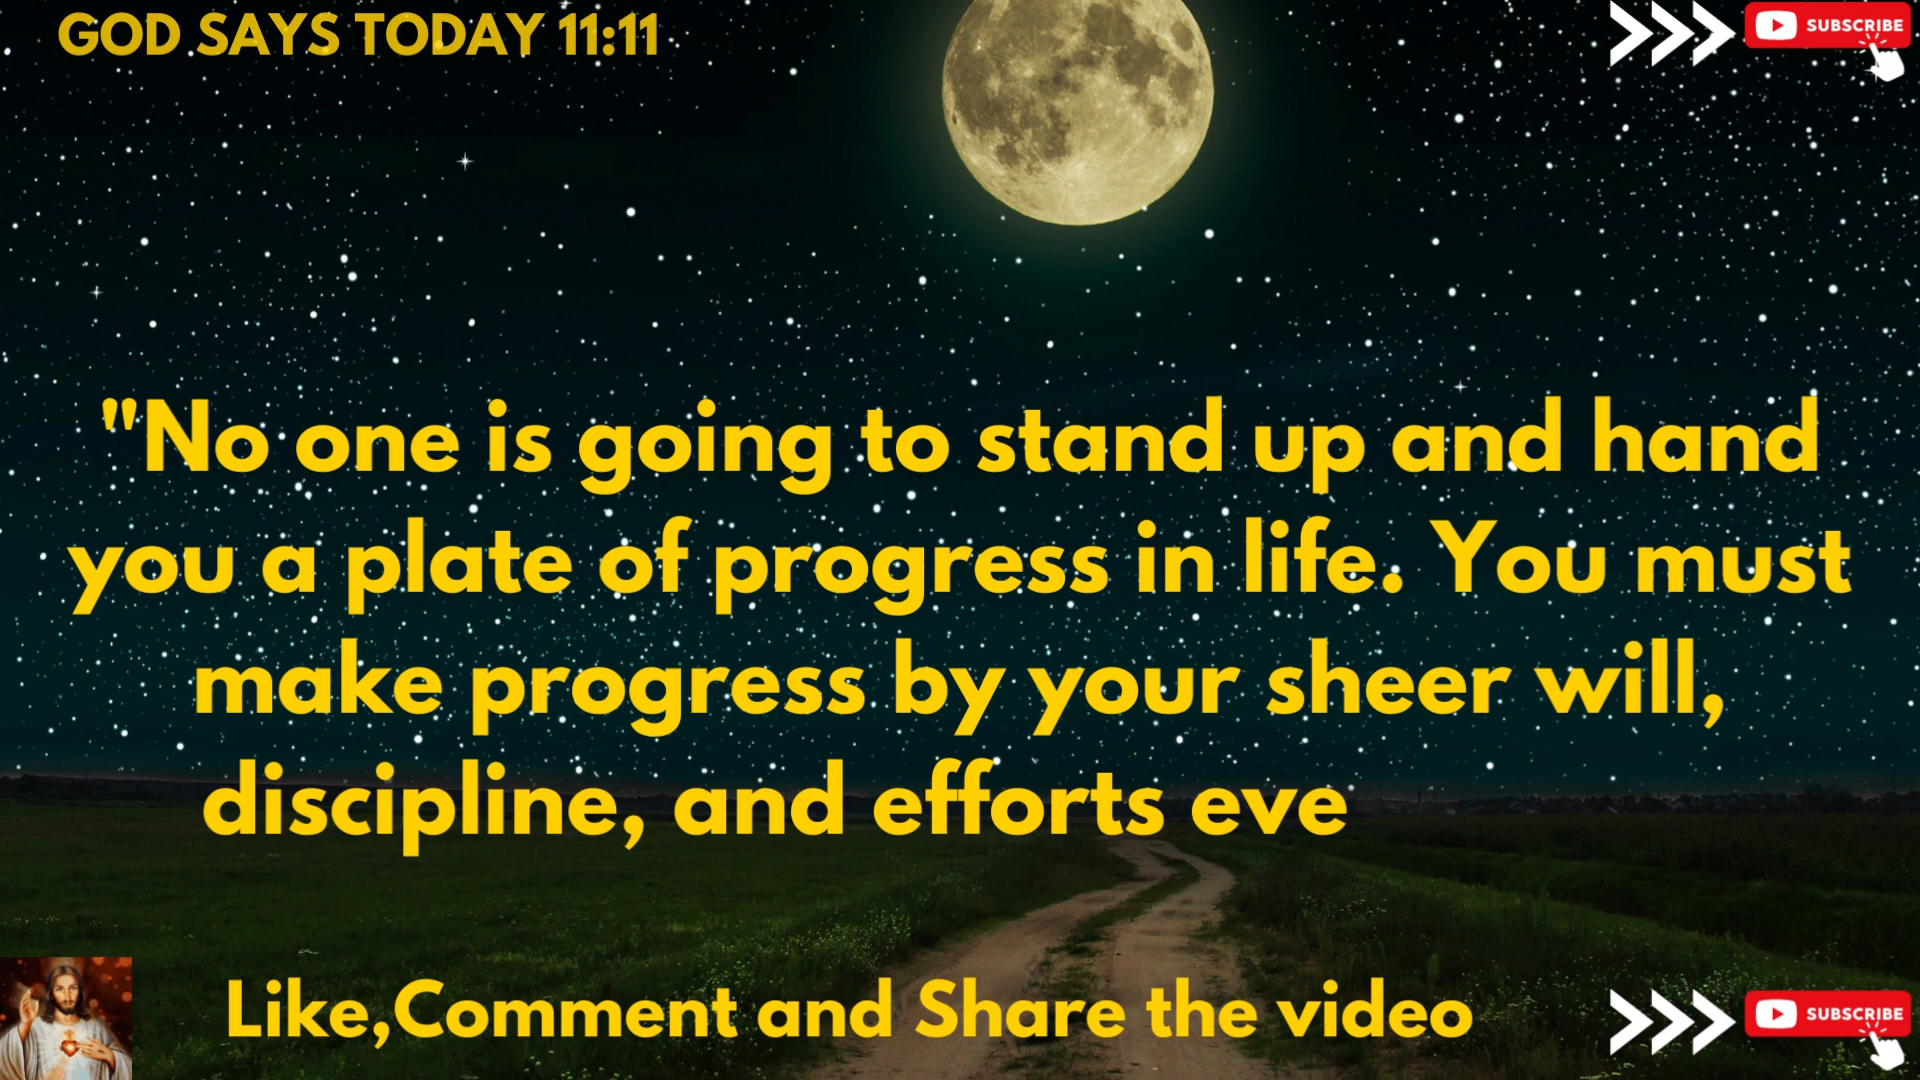 GOD SAYS TODAY 11:11
SUBSCRIBE
"No one is going to stand up and hand
you a plate of progress in life. You must
make progress by your sheer will,
discipline, and efforts eve
Like,Comment and Share the video
SUBSCRIBE